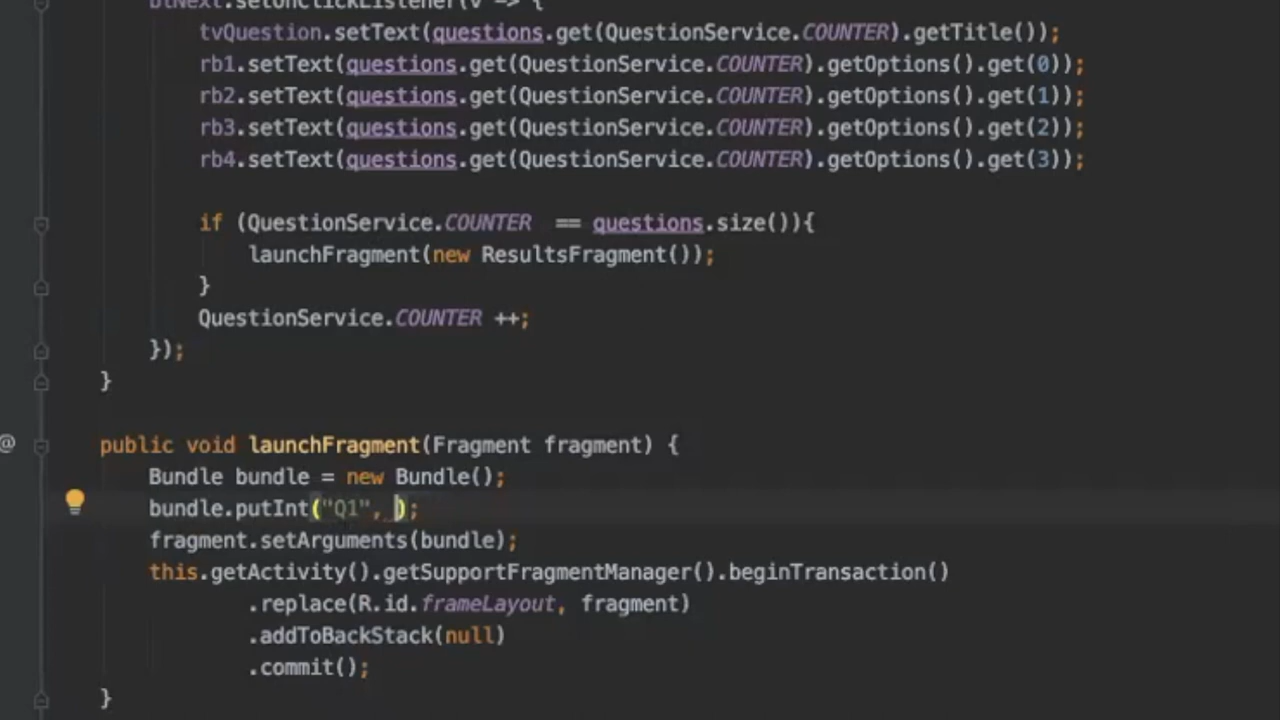 btNext.setOnClickListener(v -> {
tvQuestion.setText(questions.get(QuestionService.COUNTER).getTitle());
rb1.setText(questions.get(QuestionService.COUNTER).getOptions().get(0));
rb2.setText(questions.get(QuestionService.COUNTER).getOptions().get(1));
rb3.setText(questions.get(QuestionService.COUNTER).getOptions().get(2));
rb4.setText(questions.get(QuestionService.COUNTER).getOptions().get(3));
if (QuestionService.COUNTER  == questions.size()){
launchFragment(new ResultsFragment());
}
QuestionService.COUNTER ++;
});
}
@ public void launchFragment(Fragment fragment) {
Bundle bundle = new Bundle();
bundle.putInt("Q1", );
fragment.setArguments(bundle);
this.getActivity().getSupportFragmentManager().beginTransaction()
.replace(R.id.frameLayout, fragment)
.addToBackStack(null)
.commit();
}